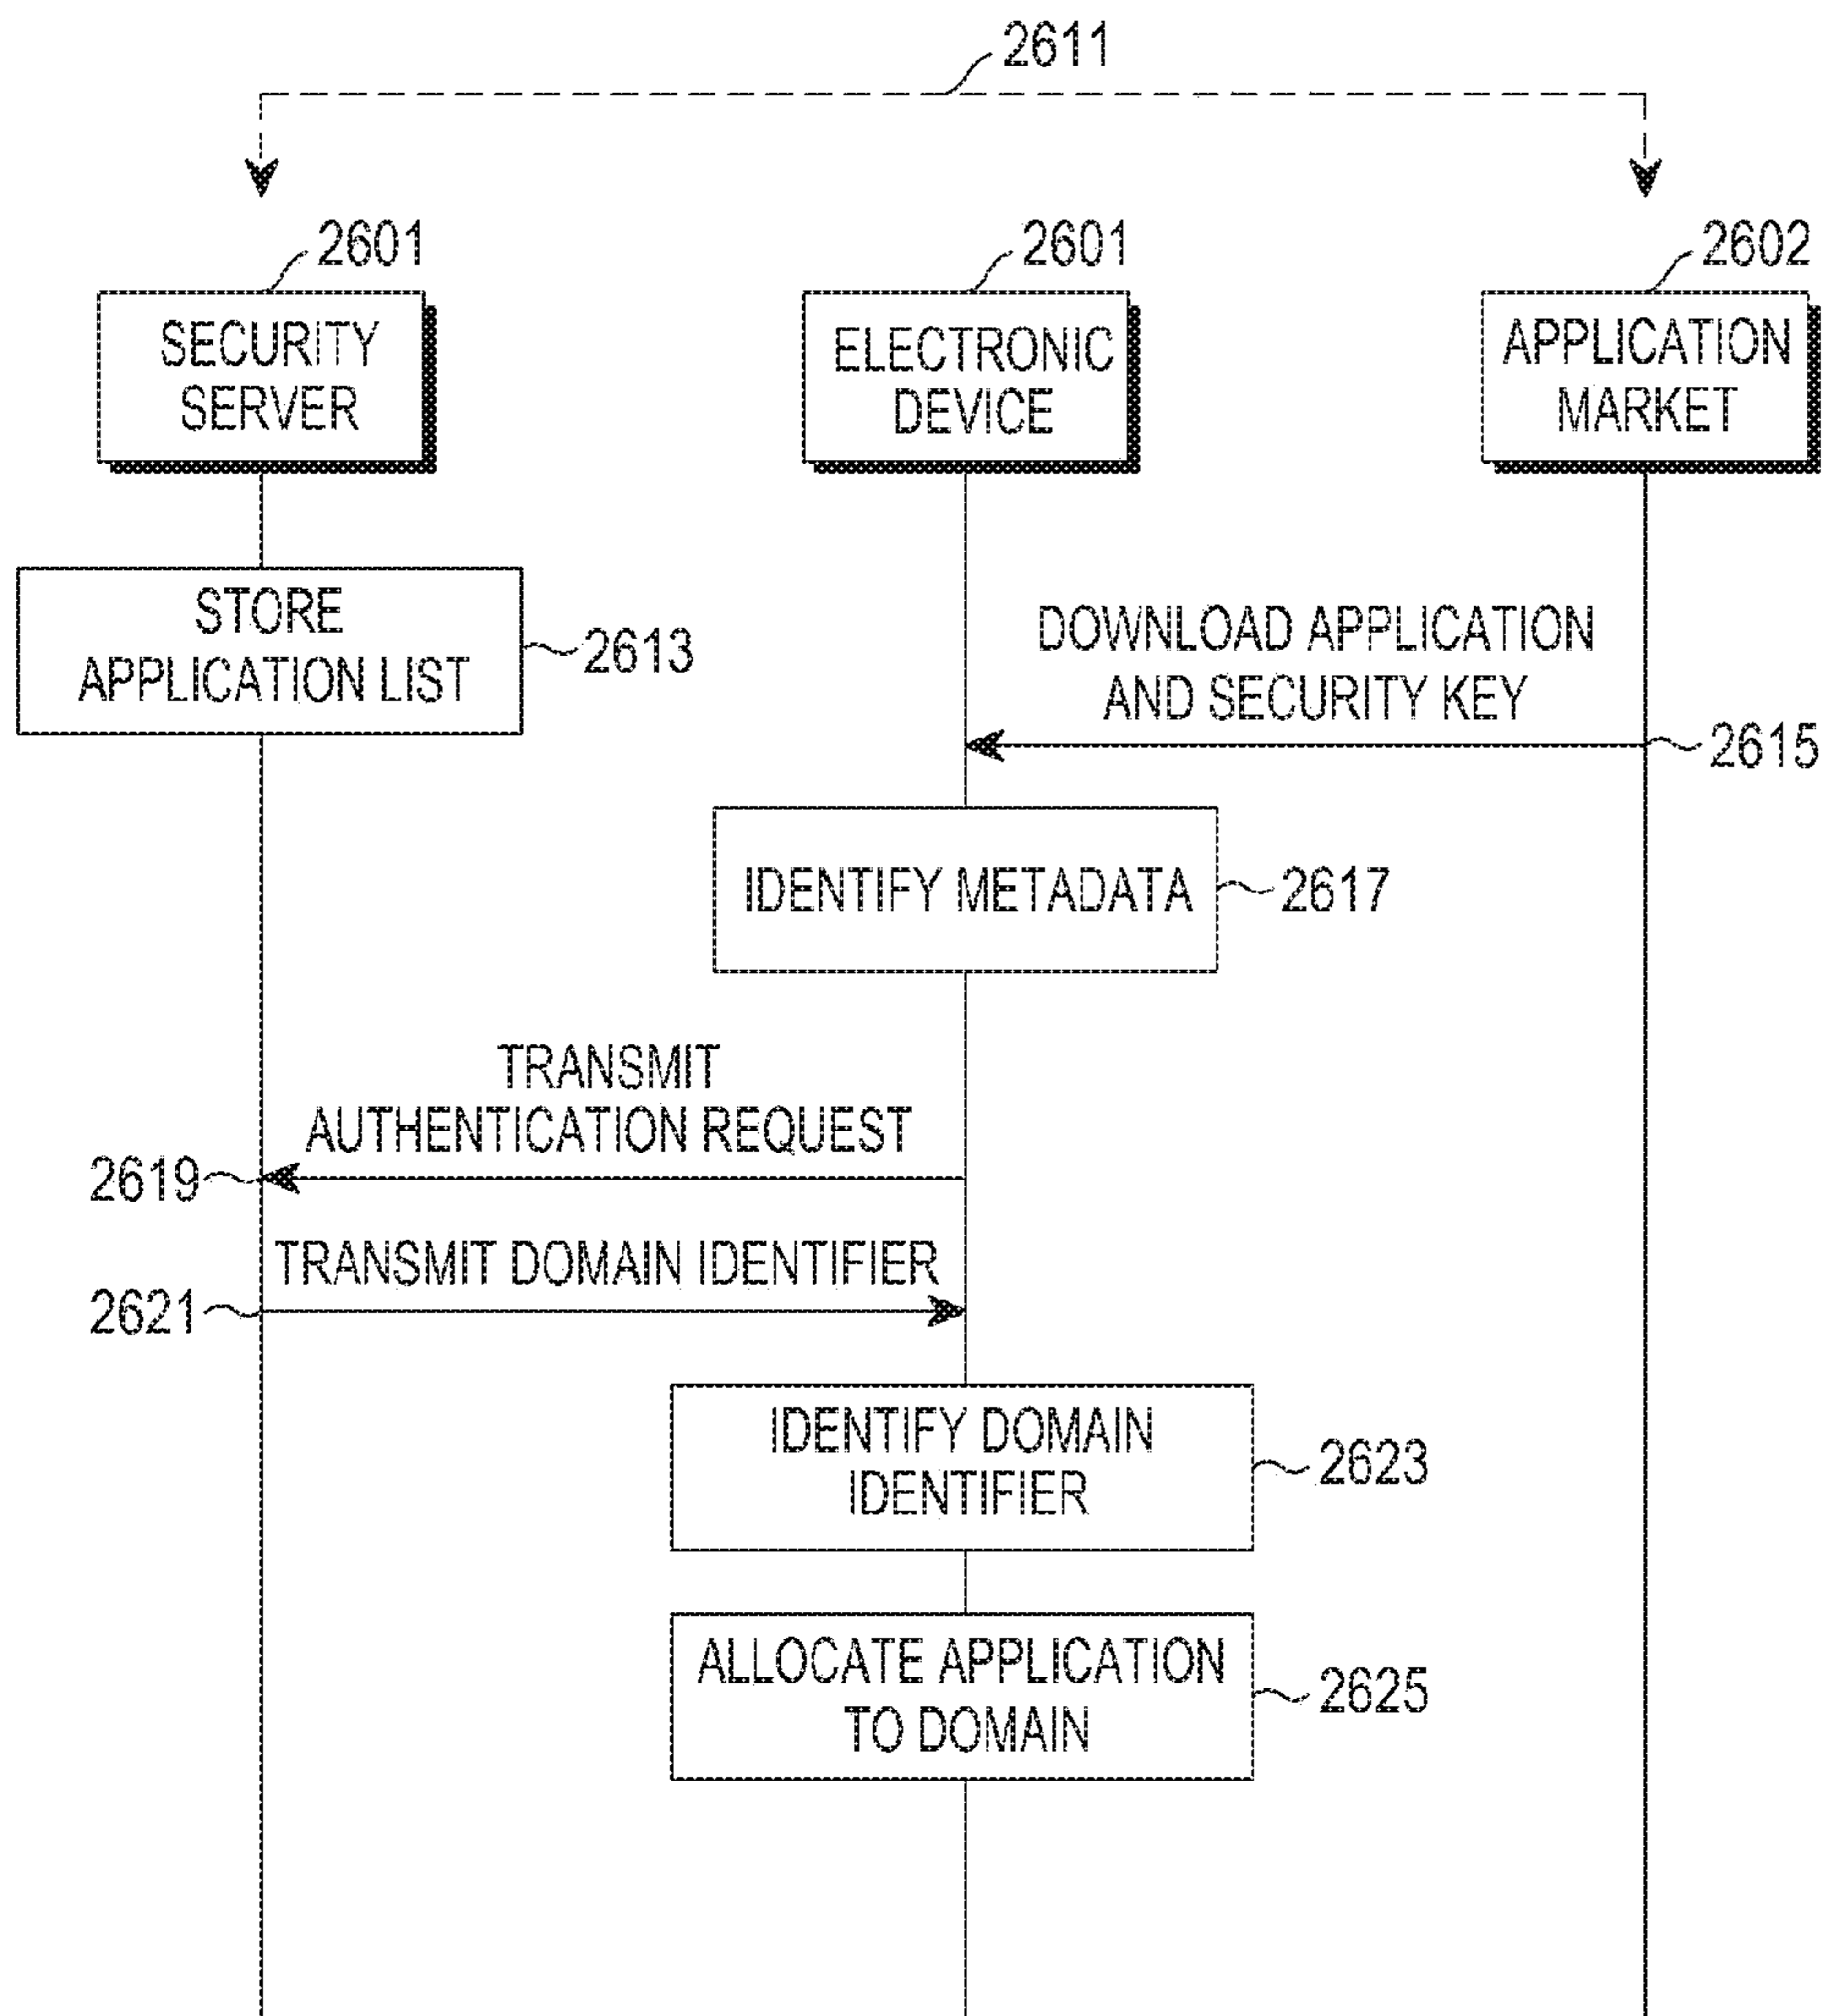 2611
2601
2601
2602
SECURITY
SERVER
ELECTRONIC
DEVICE
APPLICATION
MARKET
STORE
APPLICATION LIST
2613
DOWNLOAD APPLICATION
AND SECURITY KEY
2615
IDENTIFY METADATA
2617
TRANSMIT
AUTHENTICATION REQUEST
2619
TRANSMIT DOMAIN IDENTIFIER
2621
IDENTIFY DOMAIN
IDENTIFIER
2623
ALLOCATE APPLICATION
TO DOMAIN
2625